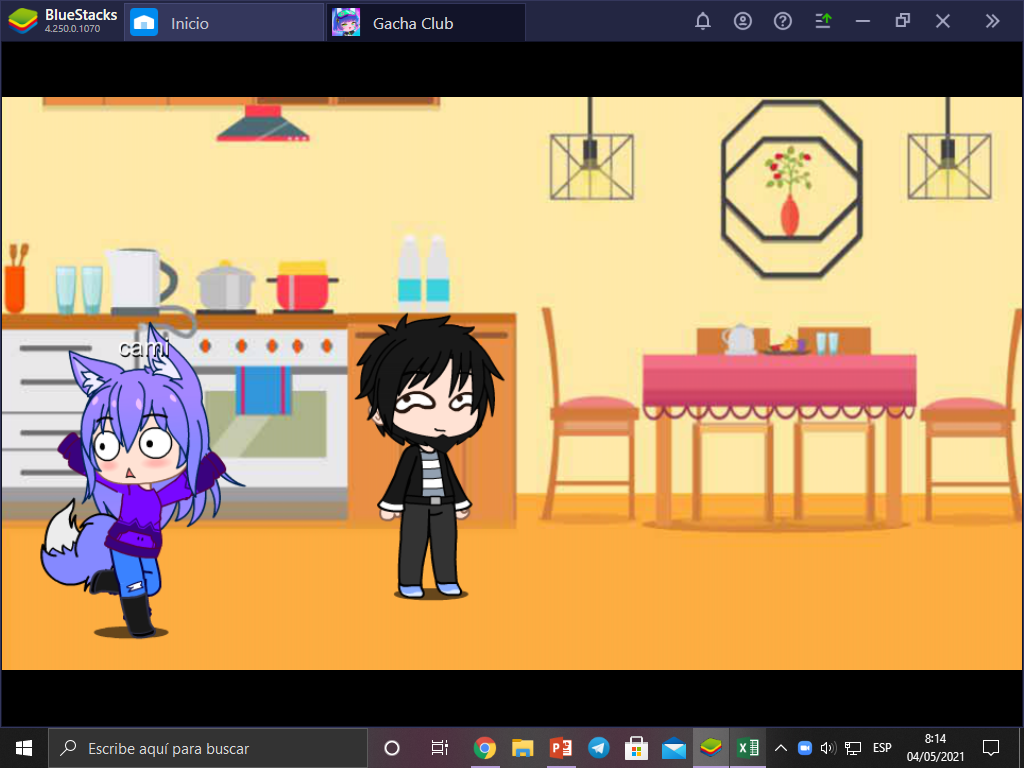 BlueStacks
4.250.0.1070
Inicio
Gacha Club
cami
Escribe aquí para buscar
ESP
8:14
04/05/2021